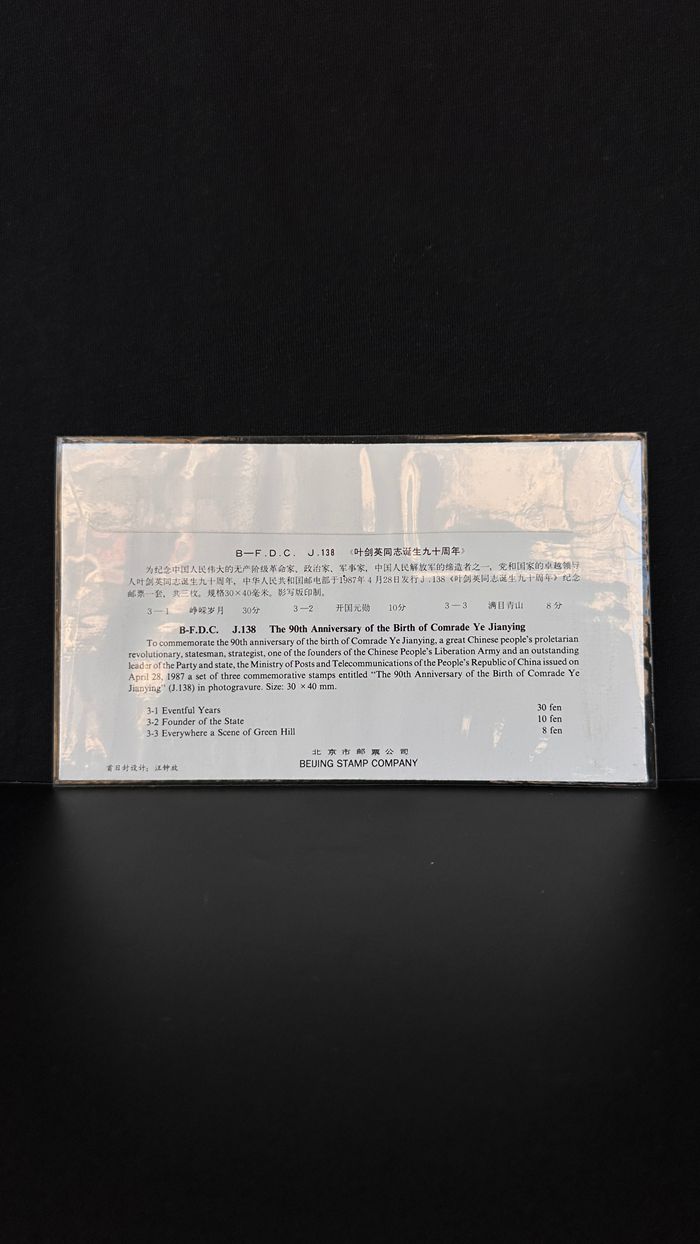 B—F.D.C. J.138 《叶剑英同志诞生九十周年》
为纪念中国人民伟大的无产阶级革命家、政治家、军事家，中国人民解放军的缔造者之一，党和国家的卓越领导
人叶剑英同志诞生九十周年，中华人民共和国邮电部于1987年4月28日发行J.138《叶剑英同志诞生九十周年》纪念
邮票一套，共三枚。规格30×40毫米。影写版印制。
3—1 峥嵘岁月 30分 3—2 开国元勋 10分 3—3 满目青山 8分
B-F.D.C. J.138 The 90th Anniversary of the Birth of Comrade Ye Jianying
To commemorate the 90th anniversary of the birth of Comrade Ye Jianying, a great Chinese people's proletarian
revolutionary, statesman, strategist, one of the founders of the Chinese People's Liberation Army and an outstanding
leader of the Party and state, the Ministry of Posts and Telecommunications of the People's Republic of China issued on
April 28, 1987 a set of three commemorative stamps entitled "The 90th Anniversary of the Birth of Comrade Ye
Jianying" (J.138) in photogravure. Size: 30 × 40 mm.
3-1 Eventful Years 30 fen
3-2 Founder of the State 10 fen
3-3 Everywhere a Scene of Green Hill 8 fen
北京市邮票公司
首日封设计：汪钟放 BEIJING STAMP COMPANY